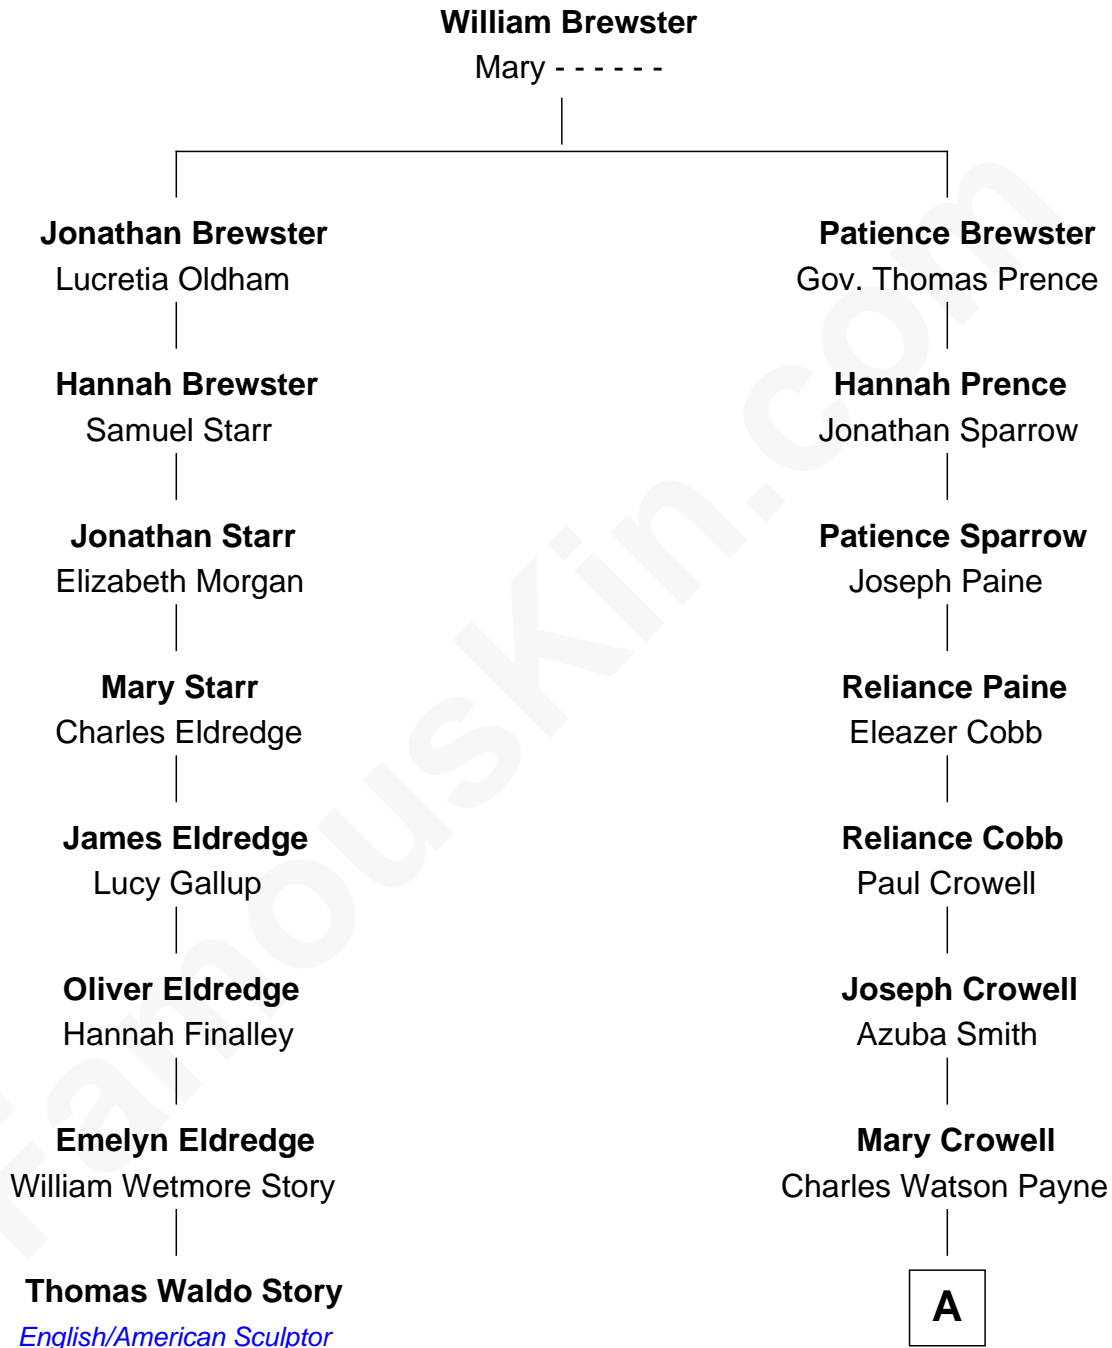 William Brewster
Mary - - - - - -
Jonathan Brewster
Lucretia Oldham
Patience Brewster
Gov. Thomas Prence
Hannah Brewster
Samuel Starr
Hannah Prence
Jonathan Sparrow
Jonathan Starr
Elizabeth Morgan
Patience Sparrow
Joseph Paine
Mary Starr
Charles Eldredge
Reliance Paine
Eleazer Cobb
James Eldredge
Lucy Gallup
Reliance Cobb
Paul Crowell
Oliver Eldredge
Hannah Finalley
Joseph Crowell
Azuba Smith
Emelyn Eldredge
William Wetmore Story
Mary Crowell
Charles Watson Payne
Thomas Waldo Story
English/American Sculptor
A
FamousKin.com